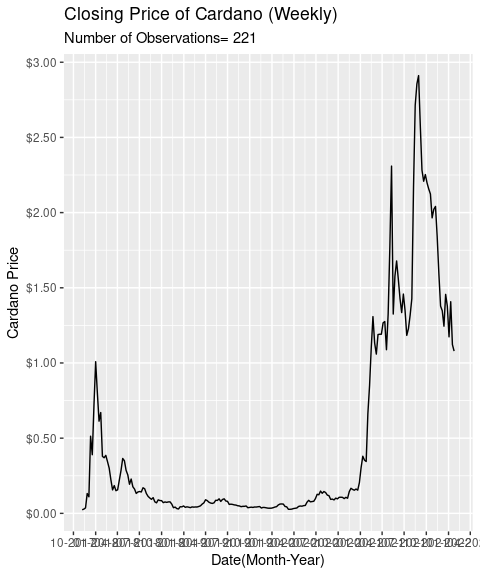 Closing Price of Cardano (Weekly)
Number of Observations= 221
$3.00
$2.50
$2.00
$1.50
$1.00
$0.50
$0.00
Cardano Price
Date(Month-Year)